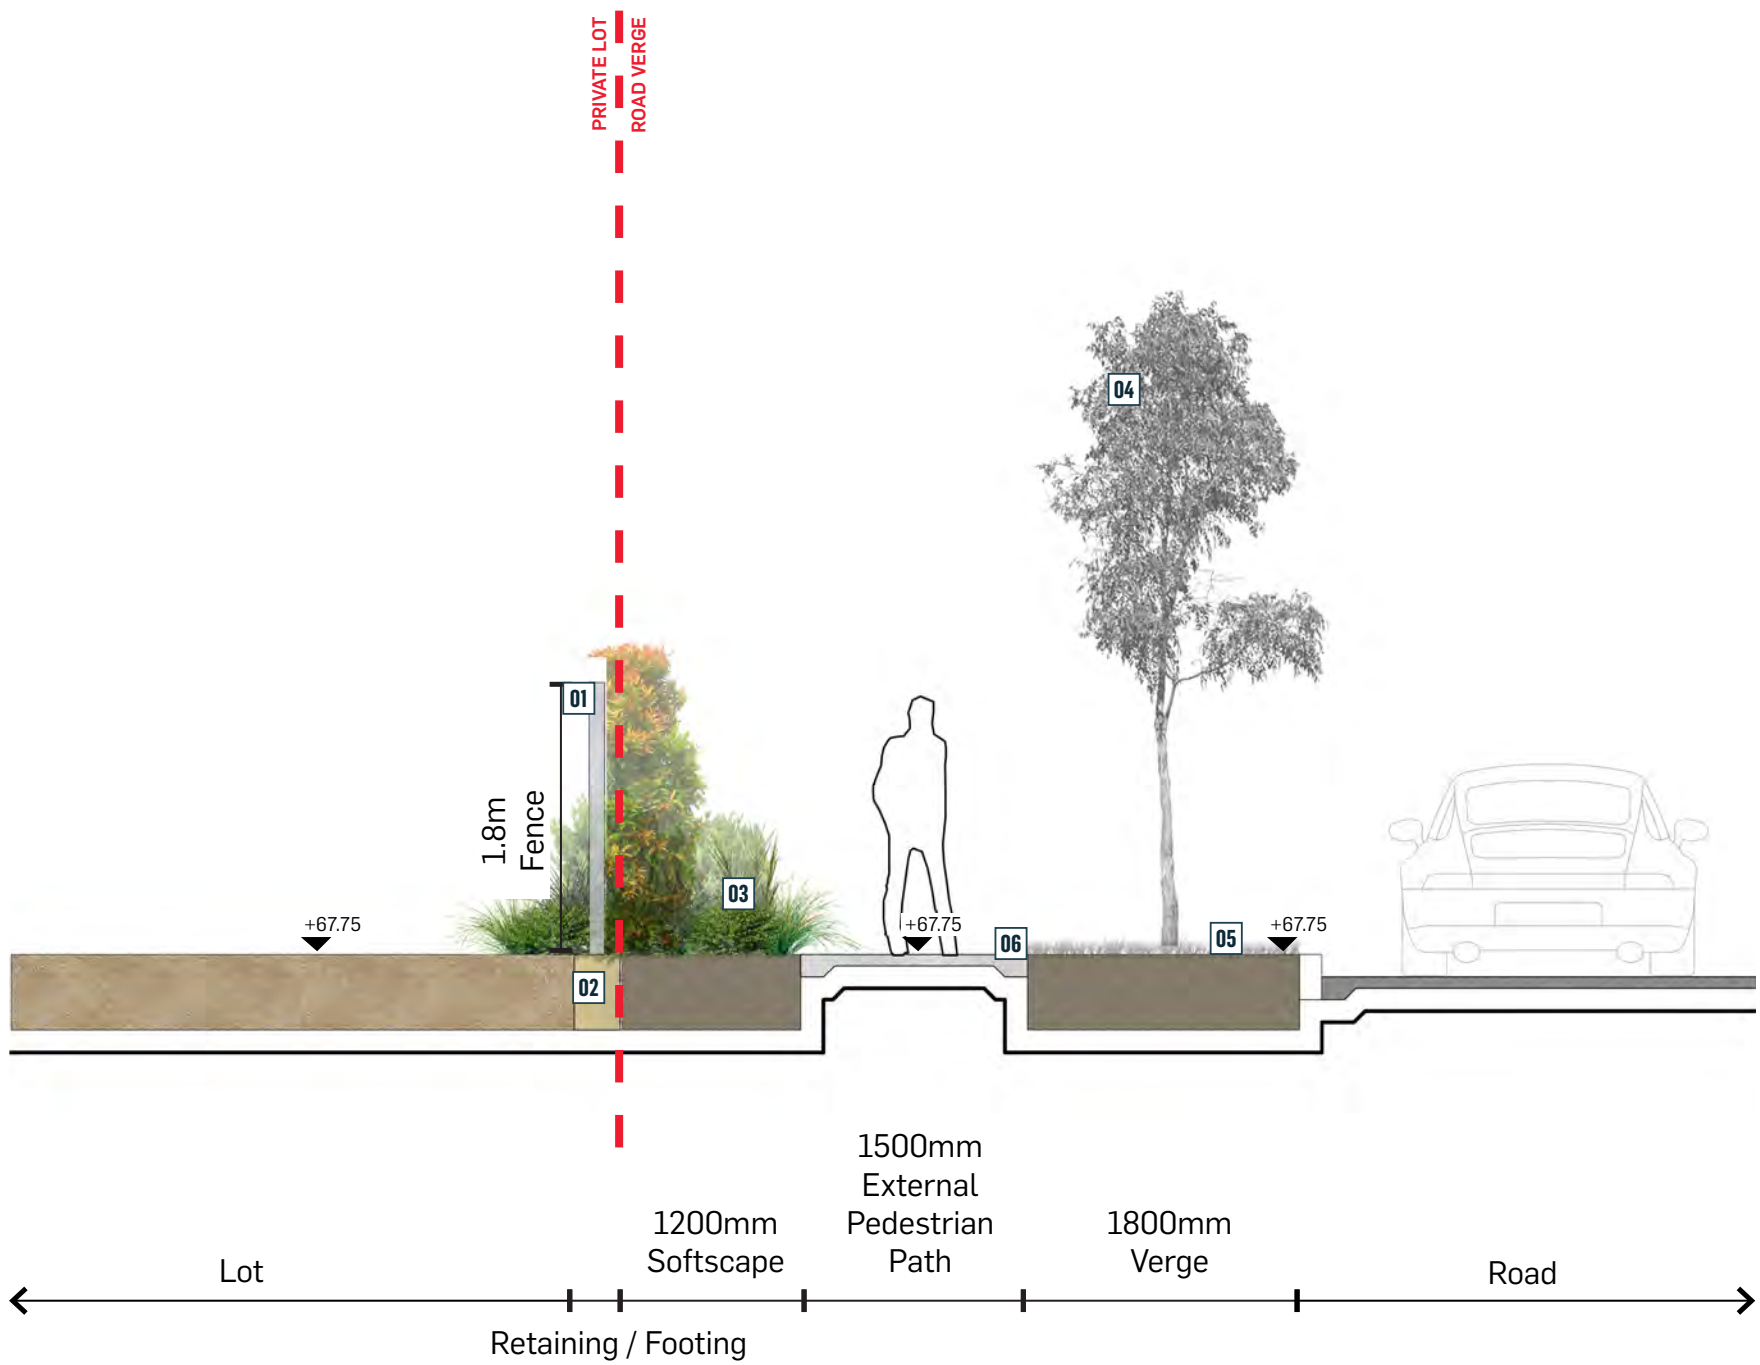 PRIVATE LOT
ROAD VERGE
04
01
1.8m
Fence
03
+67.75
+67.75
06
05
+67.75
02
1500mm
External
Pedestrian
Path
1200mm
Softscape
1800mm
Verge
Lot
Road
Retaining / Footing